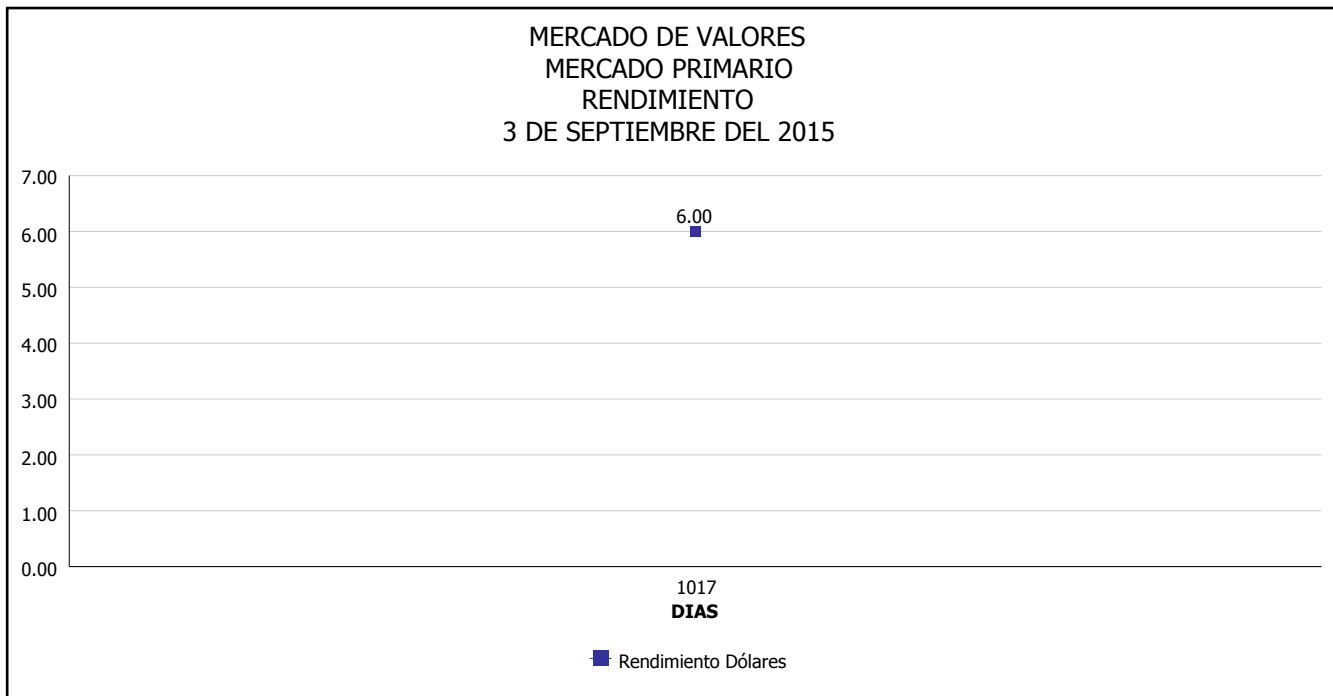 MERCADO DE VALORES
MERCADO PRIMARIO
RENDIMIENTO
3 DE SEPTIEMBRE DEL 2015
7.00
6.00
6.00
5.00
4.00
3.00
2.00
1.00
0.00
1017
DIAS
Rendimiento Dólares